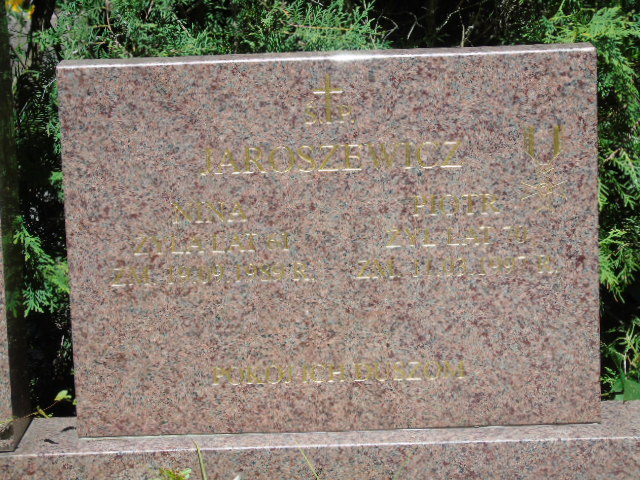 Ś. P.
JAROSZEWICZ
NINA PIOTR
ŻYŁA LAT 61 ŻYŁ LAT
ZM. R. ZM. R.
POKÓJ ICH DUSZOM